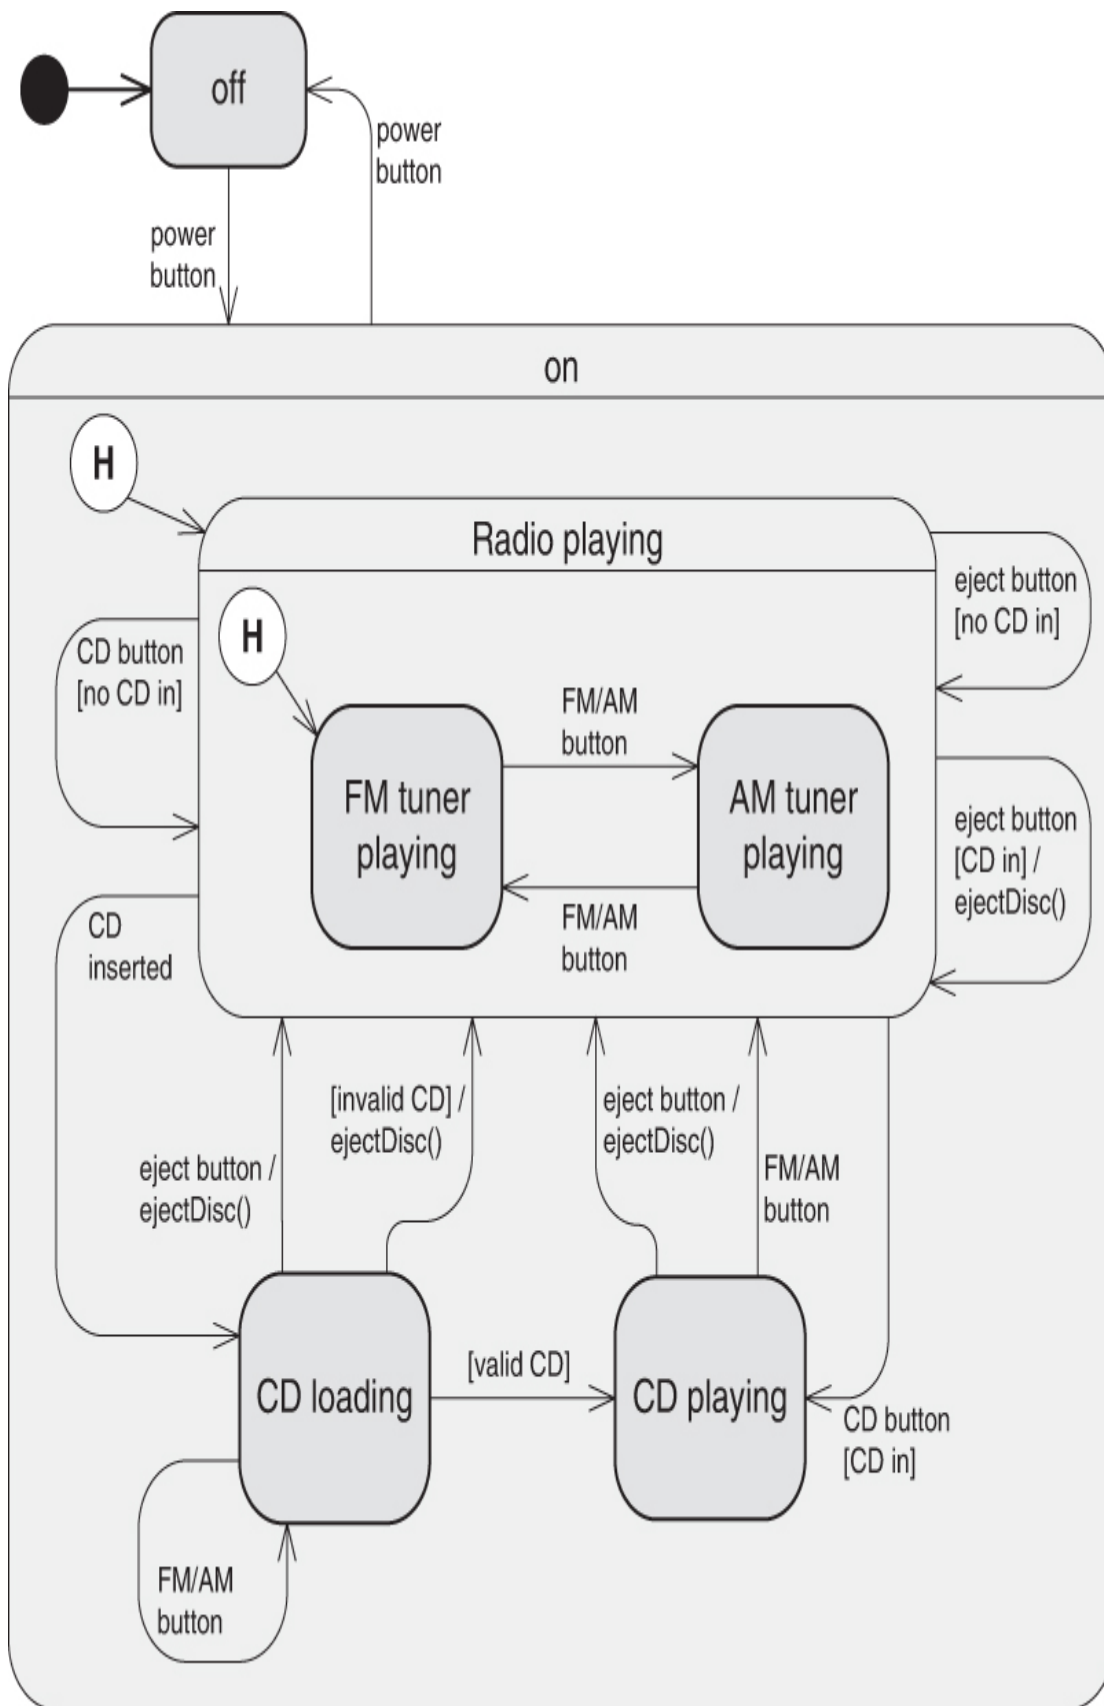 off
power
button
power
button
on
H
Radio playing
eject button
[no CD in]
H
CD button
[no CD in]
FM/AM
button
FM tuner
playing
AM tuner
playing
eject button
[CD in] /
ejectDisc()
FM/AM
button
CD
inserted
[invalid CD] /
ejectDisc()
eject button /
ejectDisc()
eject button /
ejectDisc()
FM/AM
button
[valid CD]
CD loading
CD playing
CD button
[CD in]
FM/AM
button